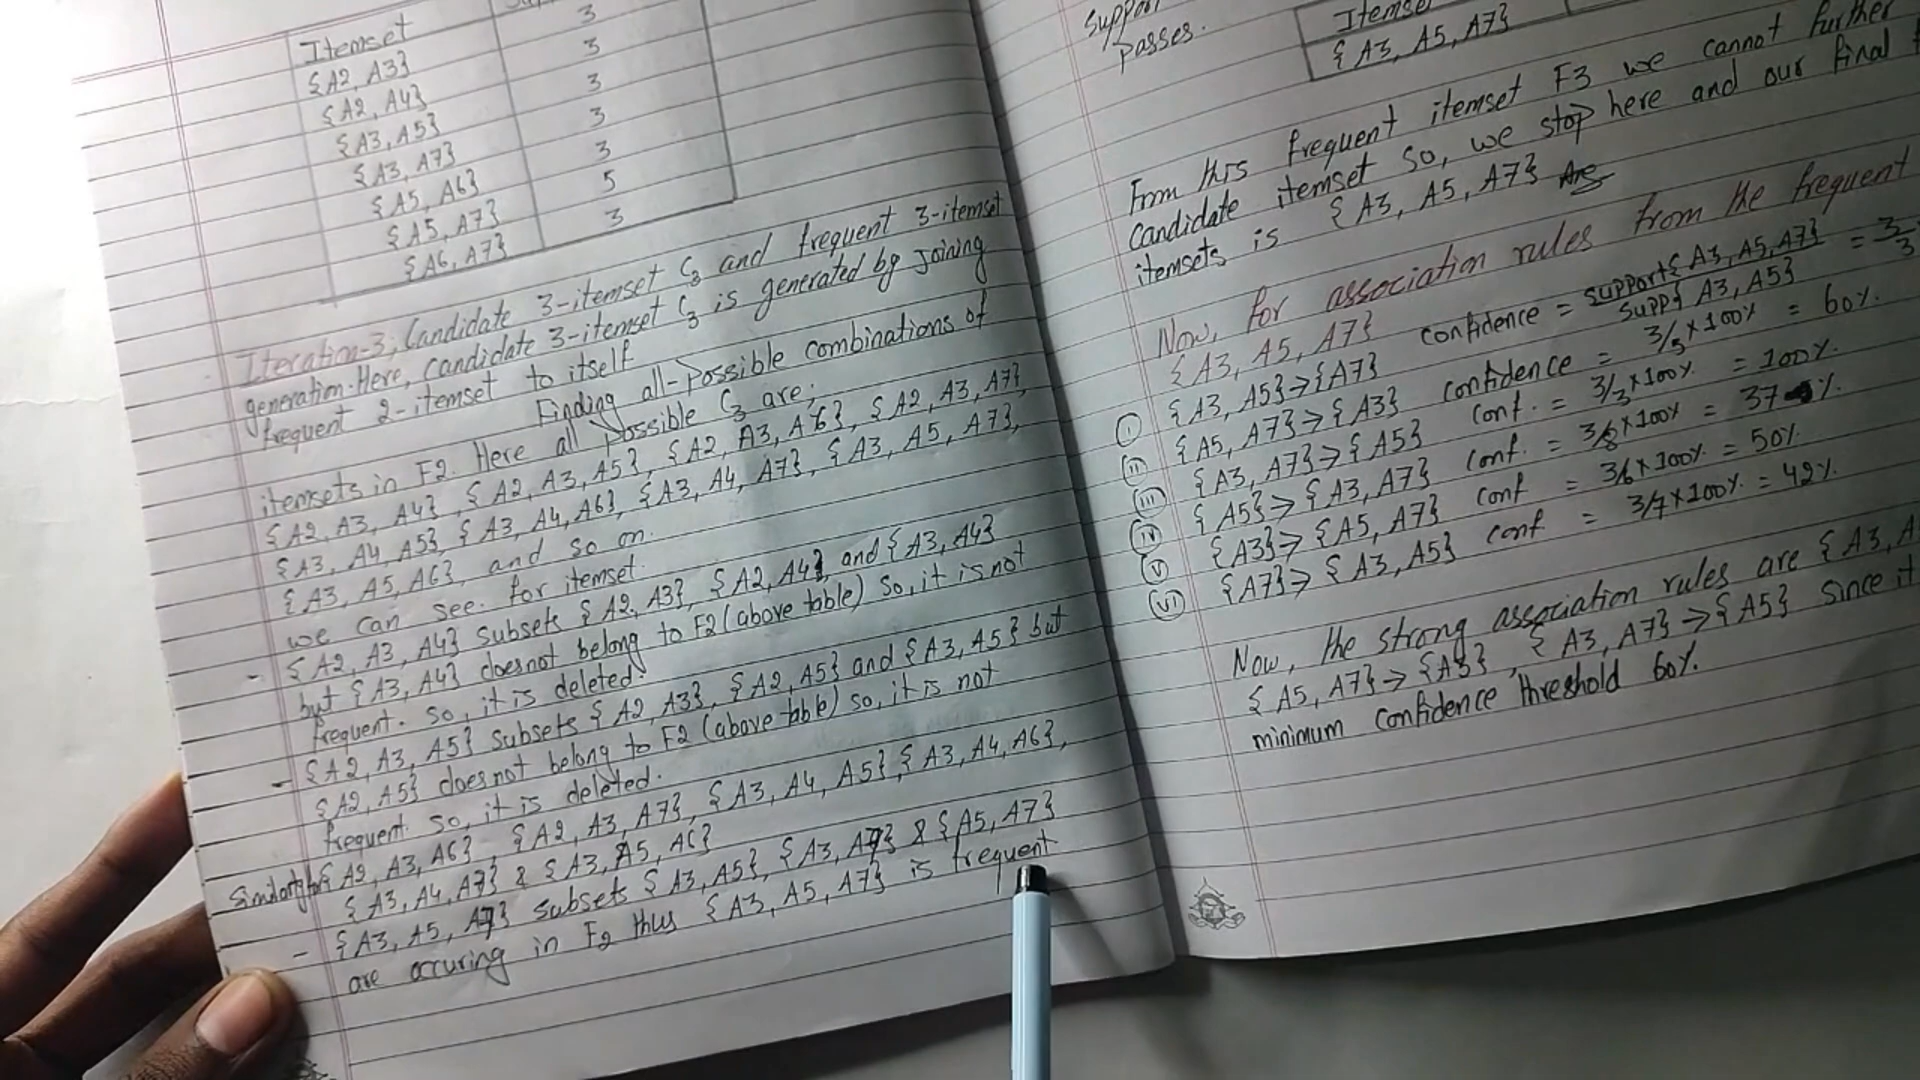 Itemset
{A2, A3} 3
{A2, A4} 3
{A3, A5} 3
{A3, A7} 3
{A5, A6} 3
{A5, A7} 5
{A6, A7} 3
Iteration-3, Candidate 3-itemset C3 and frequent 3-itemset
generation. Here, candidate 3-itemset C3 is generated by Joining
frequent 2-itemset to itself
Finding all-possible combinations of
itemsets in F2. Here all possible C3 are;
{A2, A3, A4}, {A2, A3, A5}, {A2, A3, A6}, {A2, A3, A7},
{A3, A4, A5}, {A3, A4, A6}, {A3, A4, A7}, {A3, A5, A7},
{A3, A5, A6}, and so on.
we can see. for itemset.
- {A2, A3, A4} subsets {A2, A3}, {A2, A4}, and {A3, A4}
but {A3, A4} doesnot belong to F2 (above table) so, it is not
frequent. so, it is deleted.
- {A2, A3, A5} subsets {A2, A3}, {A2, A5} and {A3, A5} but
{A2, A5} doesnot belong to F2 (above table) so, it is not
frequent. so, it is deleted.
{A2, A3, A6}, {A2, A3, A7}, {A3, A4, A5}, {A3, A4, A6},
{A3, A4, A7} & {A3, A5, A6}
- {A3, A5, A7} subsets {A3, A5}, {A3, A7} & {A5, A7}
are occuring in F2 thus {A3, A5, A7} is frequent
passes.
{A3, A5, A7}
From this frequent itemset F3 we cannot further
candidate itemset so, we stop here and our final
itemsets is {A3, A5, A7} Ans
Now, for association rules from the frequent
{A3, A5, A7}
(i) {A3, A5} → {A7} confidence = support{A3, A5, A7} / supp{A3, A5} = 3/3
(ii) {A5, A7} → {A3} confidence = 3/5 × 100% = 60%.
(iii) {A3, A7} → {A5} conf. = 3/3 × 100% = 100%.
(iv) {A5} → {A3, A7} conf. = 3/8 × 100% = 37%.
(v) {A3} → {A5, A7} conf = 3/6 × 100% = 50%.
(vi) {A7} → {A3, A5} conf. = 3/7 × 100% = 42%.
Now, the strong association rules are {A3,
{A5, A7} → {A3}, {A3, A7} → {A5} since it
minimum confidence threshold 60%.